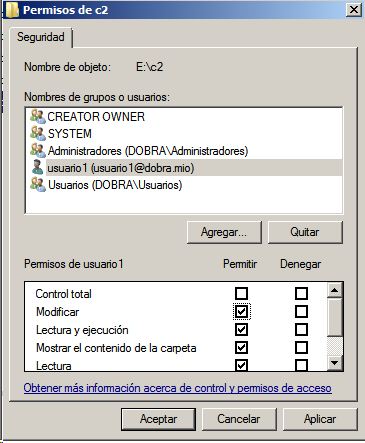 Permisos de c2
Seguridad
Nombre de objeto: E:\c2
Nombres de grupos o usuarios:
CREATOR OWNER
SYSTEM
Administradores (DOBRA\Administradores)
usuario1 (usuario1@dobra.mio)
Usuarios (DOBRA\Usuarios)
Agregar... Quitar
Permisos de usuario1 Permitir Denegar
Control total
Modificar
Lectura y ejecución
Mostrar el contenido de la carpeta
Lectura
Obtener más información acerca de control y permisos de acceso
Aceptar Cancelar Aplicar